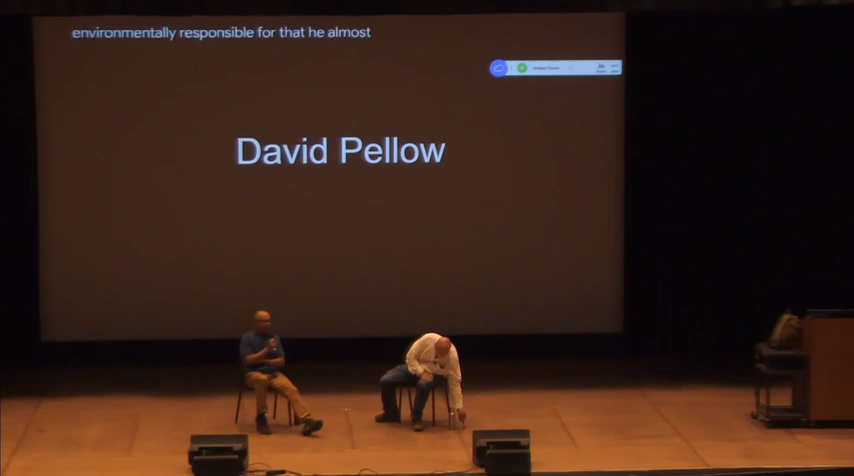 environmentally responsible for that he almost
David Pellow